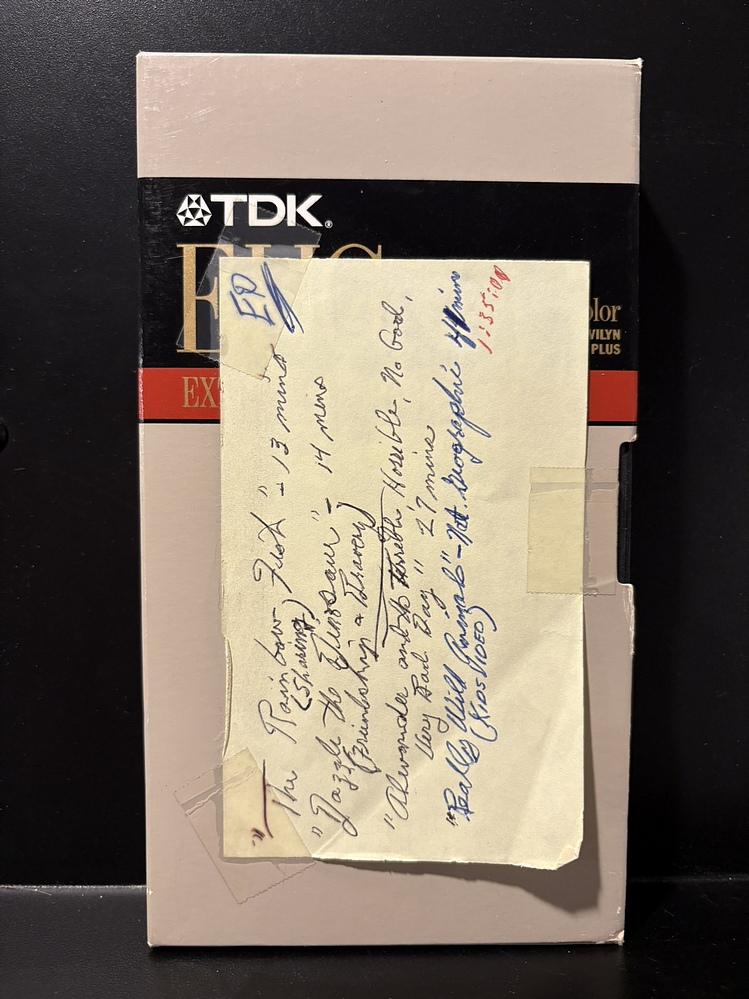 TDK®
EHG
olor
VILYN
PLUS
EX
EP
"The Rainbow Fish" - 13 mins
(Sharing)
"Dazzle the Dinosaur" - 14 mins
(Friendship & Bravery)
"Alexander and the terrible Horrible, No Good,
Very Bad Day" 27 mins
"Really Wild Animals" - Nat. Geographic 41 mins
(KIDS VIDEO)
1:35:00